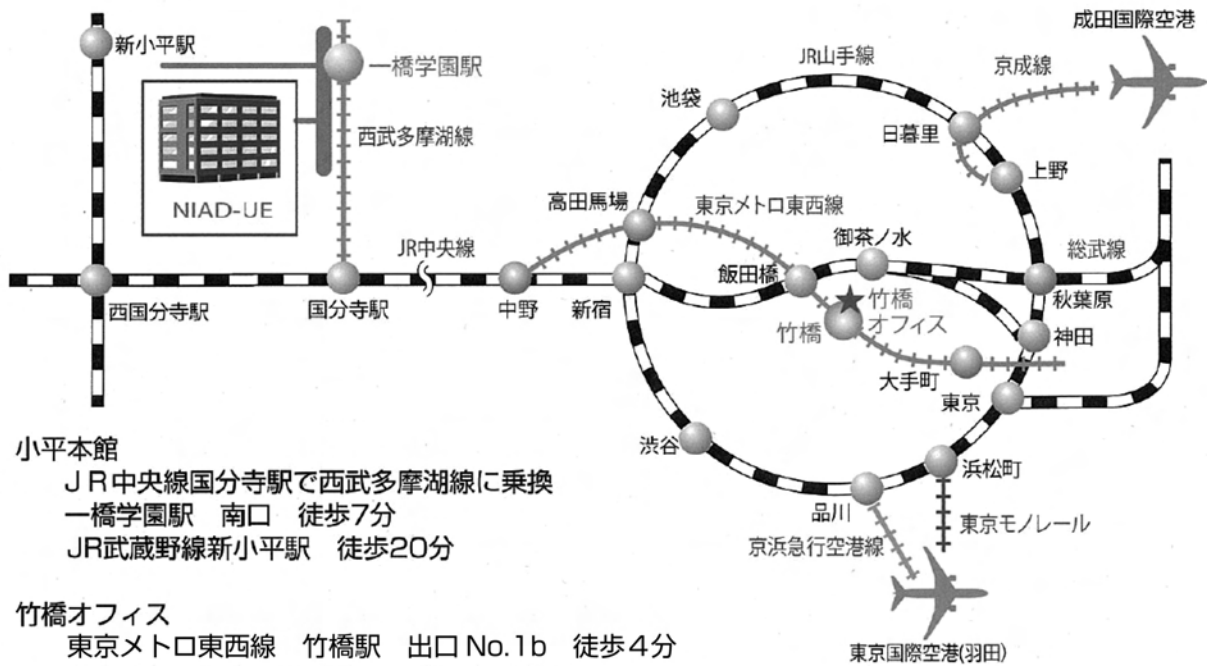 成田国際空港
新小平駅
一橋学園駅
JR山手線
京成線
池袋
日暮里
西武多摩湖線
上野
NIAD-UE
高田馬場
東京メトロ東西線
御茶ノ水
JR中央線
総武線
飯田橋
西国分寺駅
国分寺駅
中野
新宿
竹橋
オフィス
秋葉原
竹橋
神田
大手町
東京
渋谷
浜松町
品川
東京モノレール
京浜急行空港線
東京国際空港(羽田)
小平本館
JR中央線国分寺駅で西武多摩湖線に乗換
一橋学園駅 南口 徒歩7分
JR武蔵野線新小平駅 徒歩20分
竹橋オフィス
東京メトロ東西線 竹橋駅 出口No.1b 徒歩4分